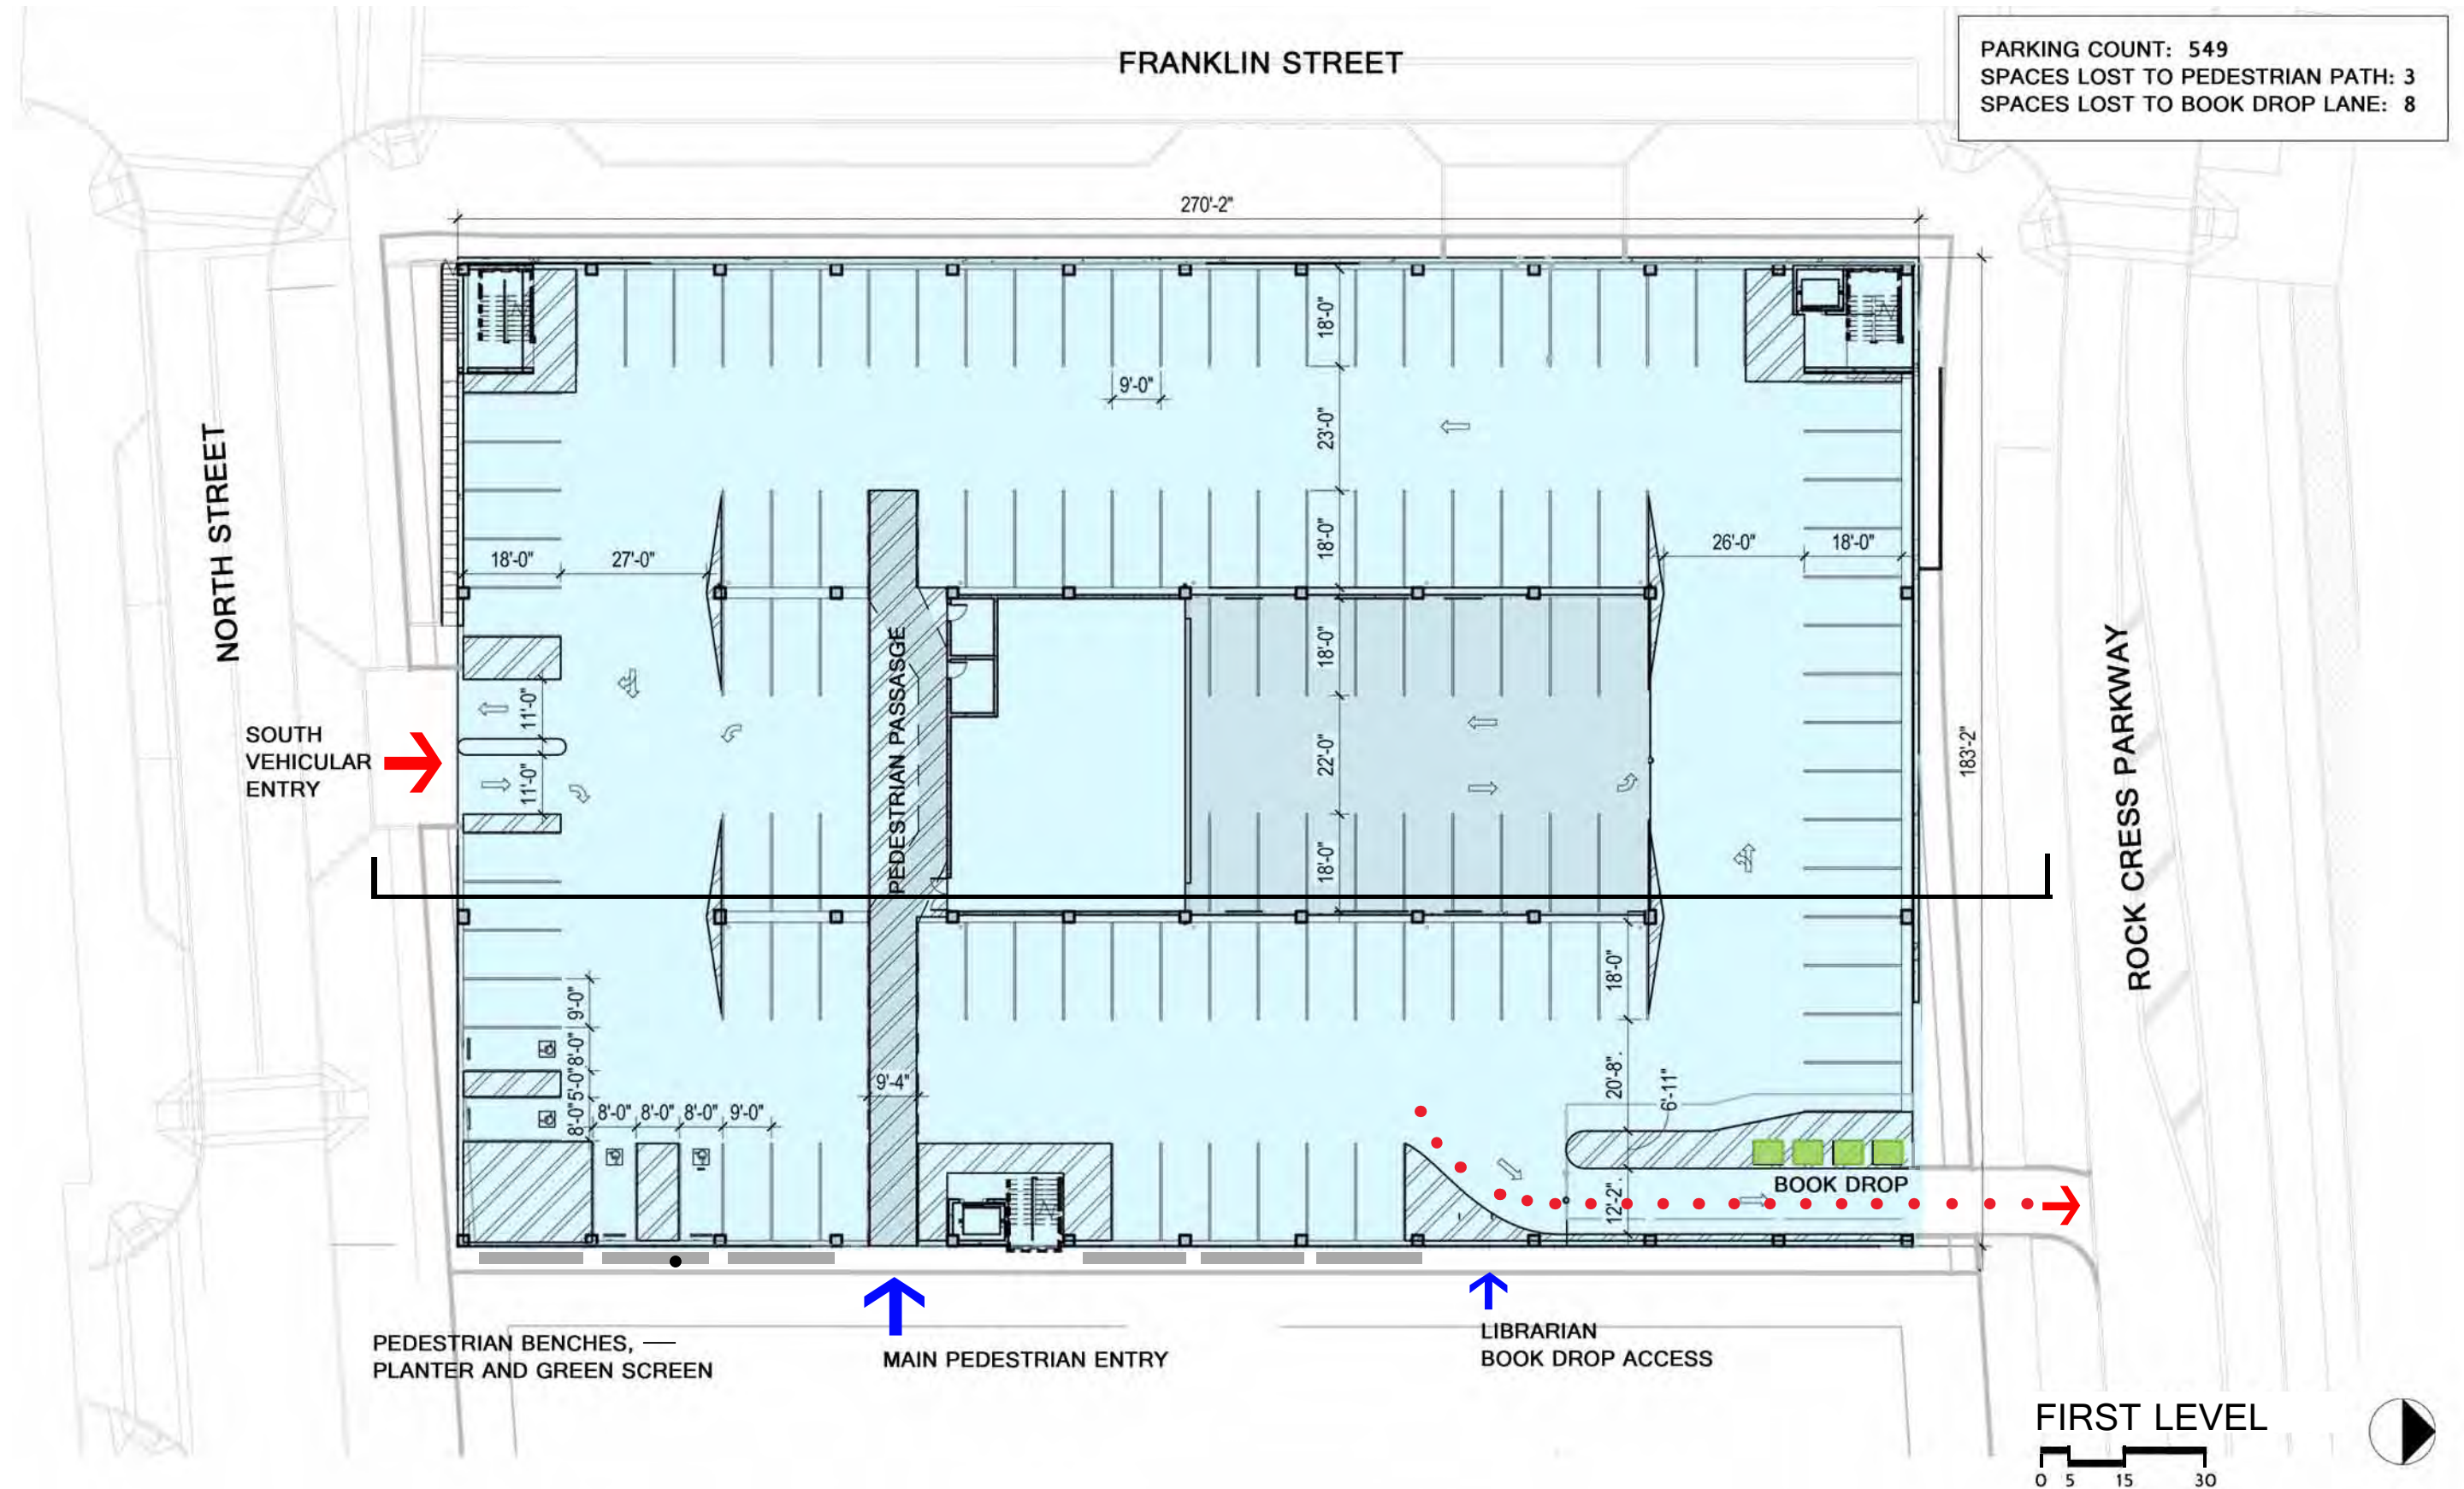 FRANKLIN STREET
PARKING COUNT: 549
SPACES LOST TO PEDESTRIAN PATH: 3
SPACES LOST TO BOOK DROP LANE: 8
270'-2"
18'-0"
9'-0"
23'-0"
NORTH STREET
18'-0"
27'-0"
18'-0"
26'-0"
18'-0"
PEDESTRIAN PASSASGE
18'-0"
11'-0"
SOUTH
VEHICULAR
ENTRY
11'-0"
22'-0"
183'-2"
ROCK CRESS PARKWAY
18'-0"
18'-0"
9'-0"
8'-0"
5'-0"
8'-0"
8'-0"
8'-0"
8'-0"
9'-0"
9'-4"
20'-8"
6'-11"
12'-2"
BOOK DROP
PEDESTRIAN BENCHES,
PLANTER AND GREEN SCREEN
MAIN PEDESTRIAN ENTRY
LIBRARIAN
BOOK DROP ACCESS
FIRST LEVEL
0 5 15 30